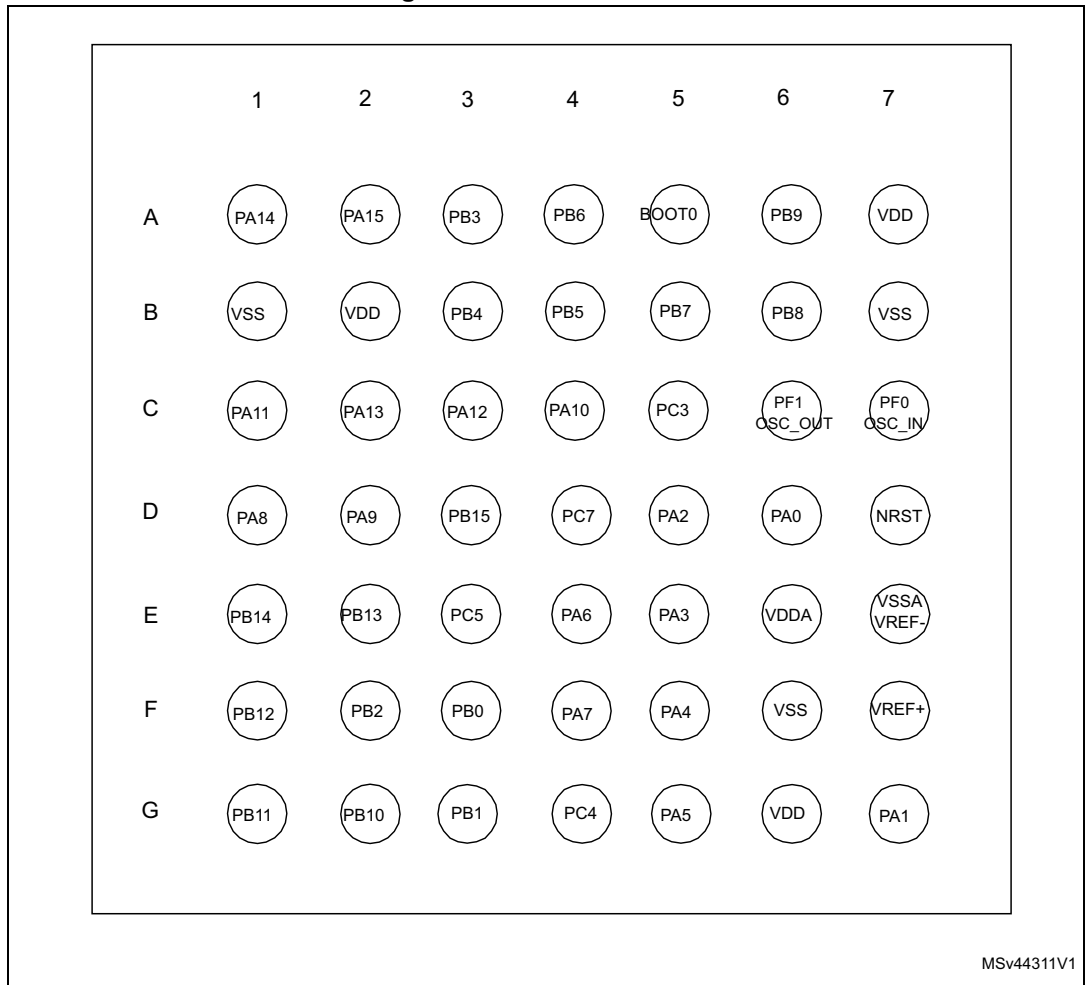 1 2 3 4 5 6 7
A PA14 PA15 PB3 PB6 BOOT0 PB9 VDD
B VSS VDD PB4 PB5 PB7 PB8 VSS
C PA11 PA13 PA12 PA10 PC3 PF1 OSC_OUT PF0 OSC_IN
D PA8 PA9 PB15 PC7 PA2 PA0 NRST
E PB14 PB13 PC5 PA6 PA3 VDDA VSSA VREF-
F PB12 PB2 PB0 PA7 PA4 VSS VREF+
G PB11 PB10 PB1 PC4 PA5 VDD PA1
MSv44311V1